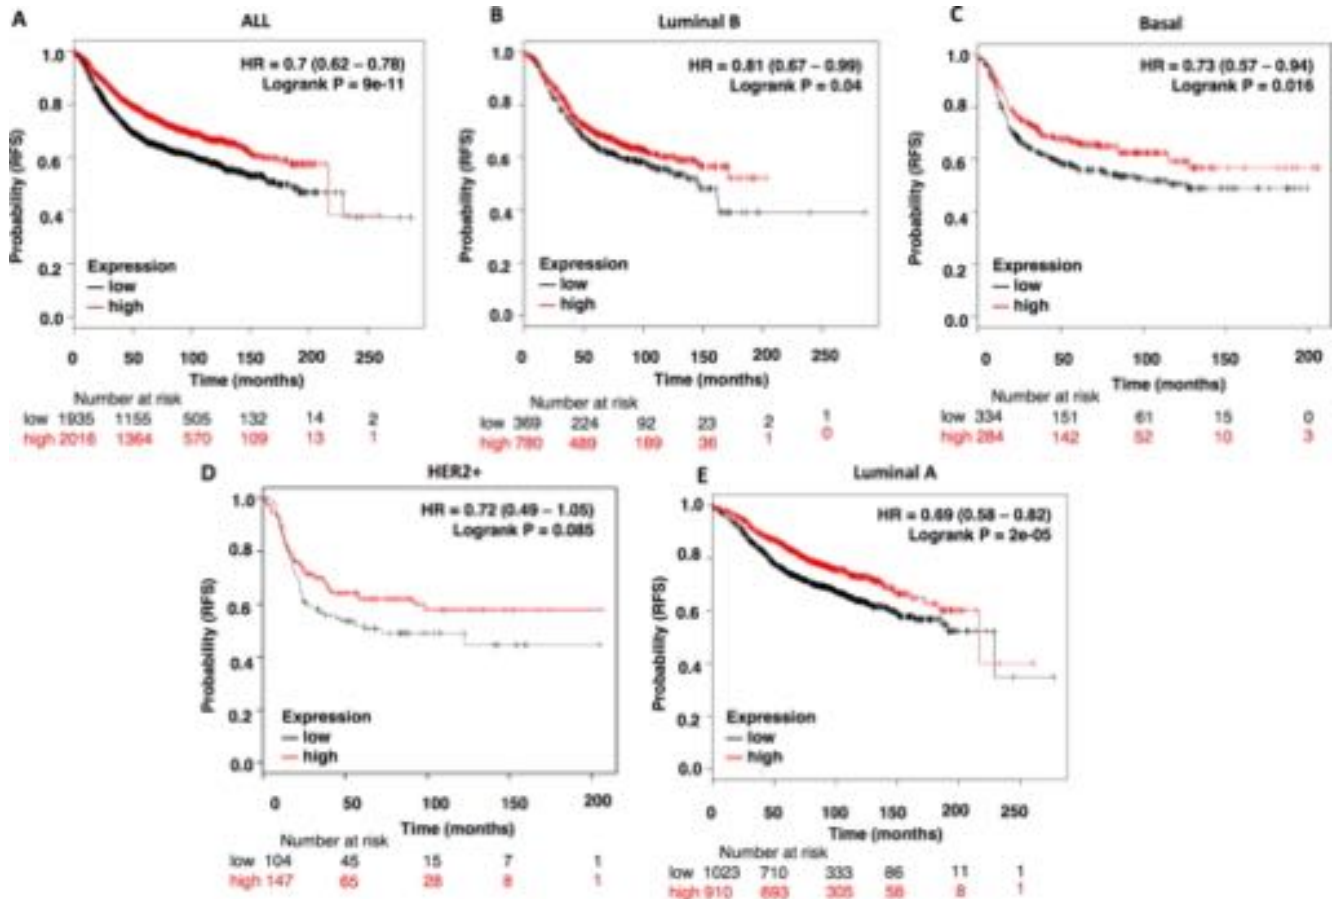 A
ALL
HR = 0.7 (0.62 – 0.78)
Logrank P = 9e-11
Probability (RFS)
1.0
0.8
0.6
0.4
0.2
0.0
Expression
low
high
0 50 100 150 200 250
Time (months)
Number at risk
low 1935 1155 505 132 14 2
high 2016 1364 570 109 13 1
B
Luminal B
HR = 0.81 (0.67 – 0.99)
Logrank P = 0.04
Probability (RFS)
1.0
0.8
0.6
0.4
0.2
0.0
Expression
low
high
0 50 100 150 200 250
Time (months)
Number at risk
low 369 224 92 23 2 1
high 780 489 189 36 1 0
C
Basal
HR = 0.73 (0.57 – 0.94)
Logrank P = 0.016
Probability (RFS)
1.0
0.8
0.6
0.4
0.2
0.0
Expression
low
high
0 50 100 150 200
Time (months)
Number at risk
low 334 151 61 15 0
high 284 142 52 10 3
D
HER2+
HR = 0.72 (0.49 – 1.05)
Logrank P = 0.085
Probability (RFS)
1.0
0.8
0.6
0.4
0.2
0.0
Expression
low
high
0 50 100 150 200
Time (months)
Number at risk
low 104 45 15 7 1
high 147 65 28 8 1
E
Luminal A
HR = 0.69 (0.58 – 0.82)
Logrank P = 2e-05
Probability (RFS)
1.0
0.8
0.6
0.4
0.2
0.0
Expression
low
high
0 50 100 150 200 250
Time (months)
Number at risk
low 1023 710 333 86 11 1
high 910 693 305 58 8 1